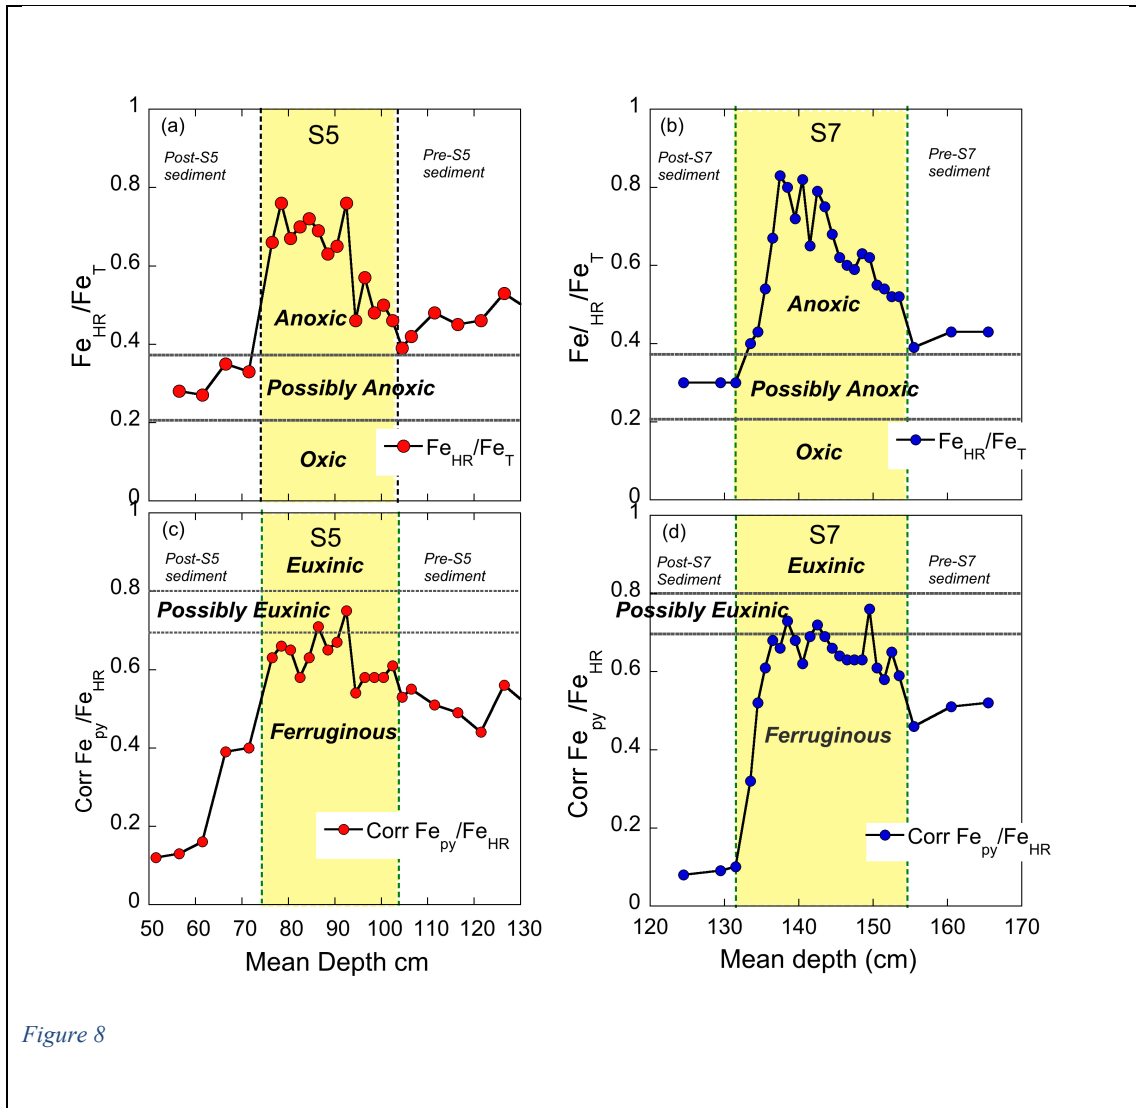 (a)
S5
Post-S5
sediment
Pre-S5
sediment
1
0.8
0.6
0.4
0.2
0
Fe_HR/Fe_T
Anoxic
Possibly Anoxic
Oxic
Fe_HR/Fe_T
(b)
S7
Post-S7
sediment
Pre-S7
sediment
1
0.8
0.6
0.4
0.2
0
Fe/_HR/Fe_T
Anoxic
Possibly Anoxic
Oxic
Fe_HR/Fe_T
(c)
S5
Post-S5
sediment
Pre-S5
sediment
Euxinic
Possibly Euxinic
Ferruginous
1
0.8
0.6
0.4
0.2
0
Corr Fe_py/Fe_HR
Corr Fe_py/Fe_HR
50 60 70 80 90 100 110 120 130
Mean Depth cm
(d)
S7
Post-S7
Sediment
Pre-S7
sediment
Euxinic
Possibly Euxinic
Ferruginous
1
0.8
0.6
0.4
0.2
0
Corr Fe_py/Fe_HR
Corr Fe_py/Fe_HR
120 130 140 150 160 170
Mean depth (cm)
Figure 8